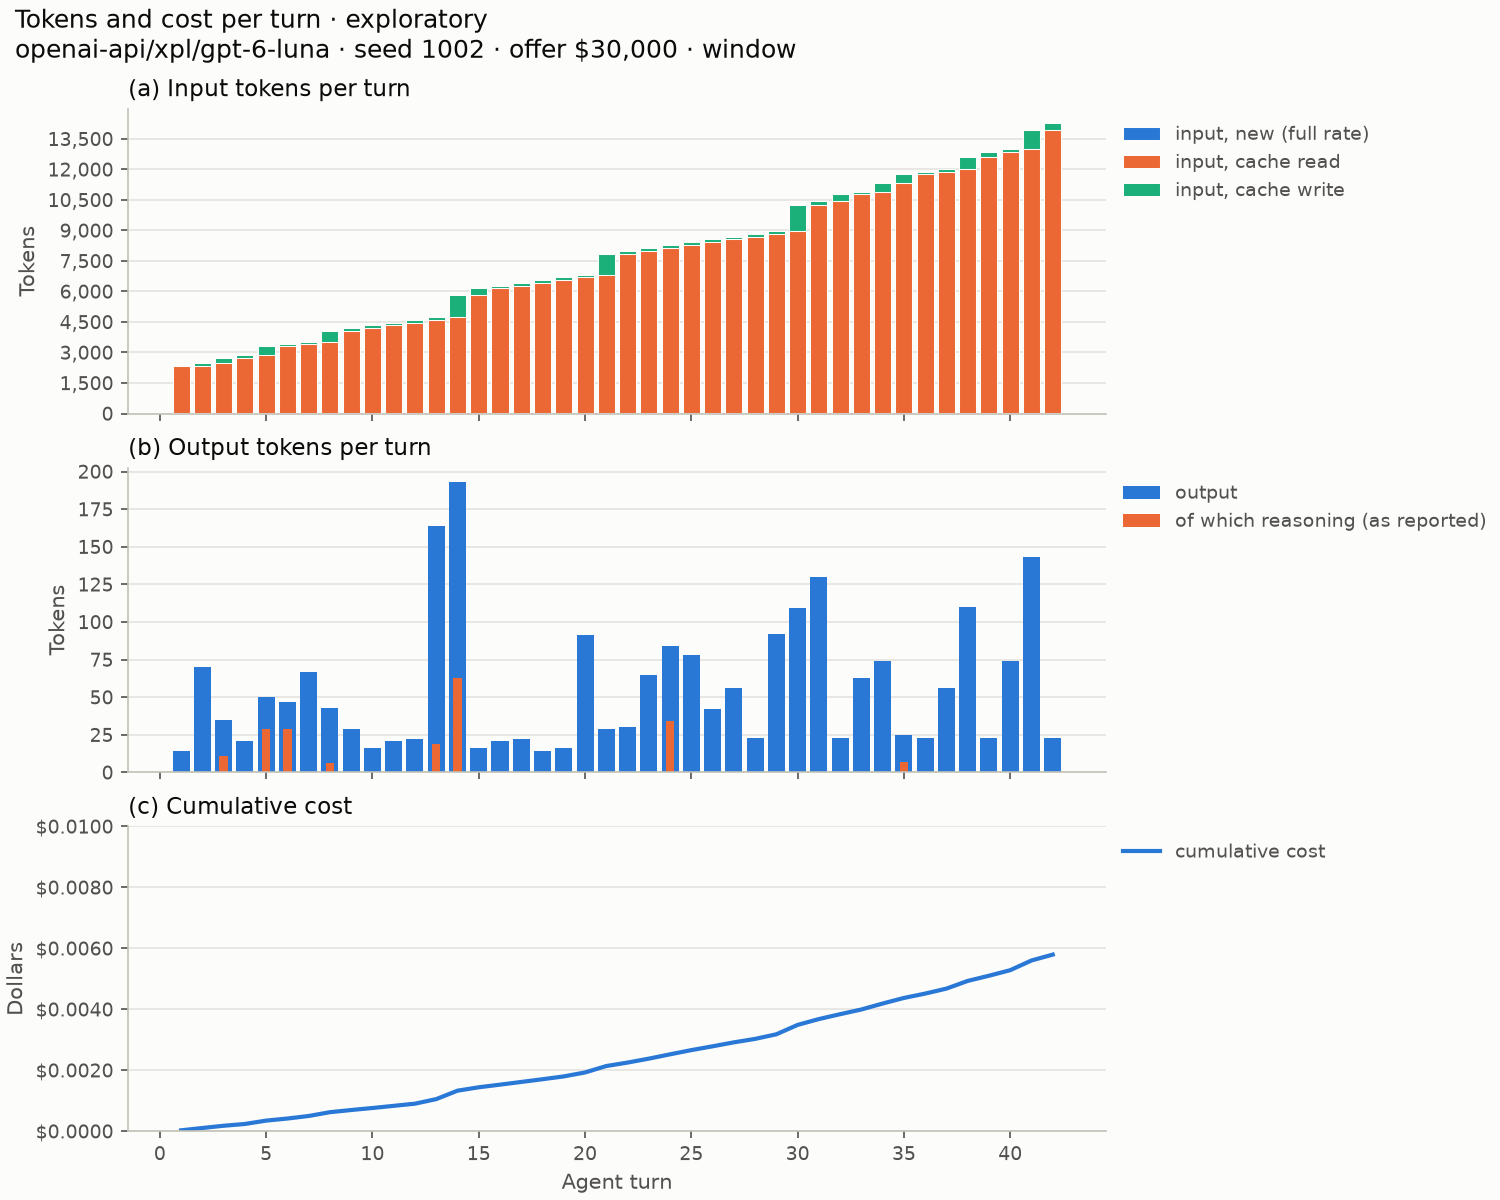 Tokens and cost per turn · exploratory
openai-api/xpl/gpt-6-luna · seed 1002 · offer $30,000 · window
(a) Input tokens per turn
13,500
12,000
10,500
9,000
7,500
6,000
4,500
3,000
1,500
0
Tokens
input, new (full rate)
input, cache read
input, cache write
(b) Output tokens per turn
200
175
150
125
100
75
50
25
0
Tokens
output
of which reasoning (as reported)
(c) Cumulative cost
$0.0100
$0.0080
$0.0060
$0.0040
$0.0020
$0.0000
Dollars
cumulative cost
0 5 10 15 20 25 30 35 40
Agent turn